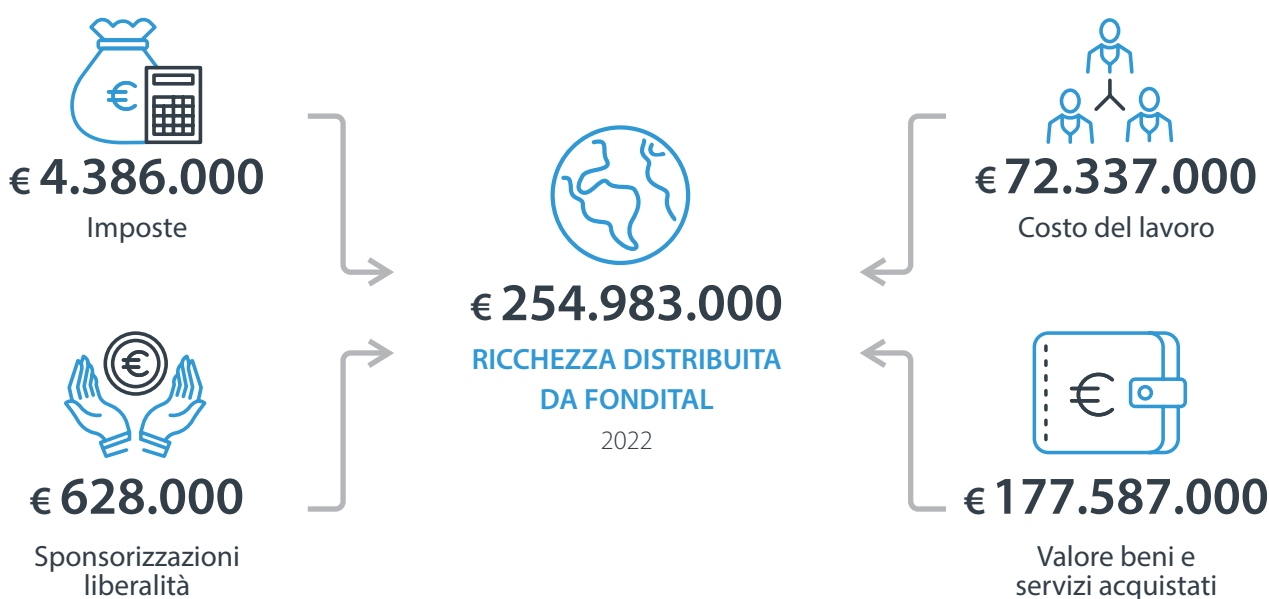 € 4.386.000
Imposte
€ 628.000
Sponsorizzazioni
liberalità
€ 254.983.000
RICCHEZZA DISTRIBUITA
DA FONDITAL
2022
€ 72.337.000
Costo del lavoro
€ 177.587.000
Valore beni e
servizi acquistati